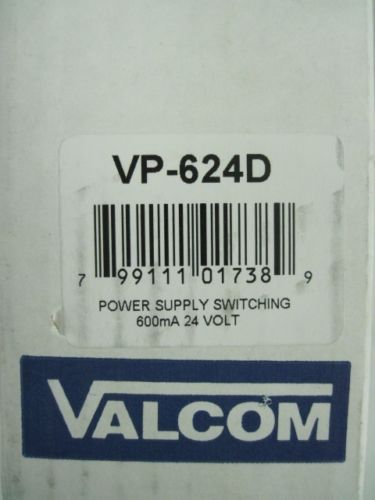 VP-624D
7 99111 01738 9
POWER SUPPLY SWITCHING
600mA 24 VOLT
VALCOM